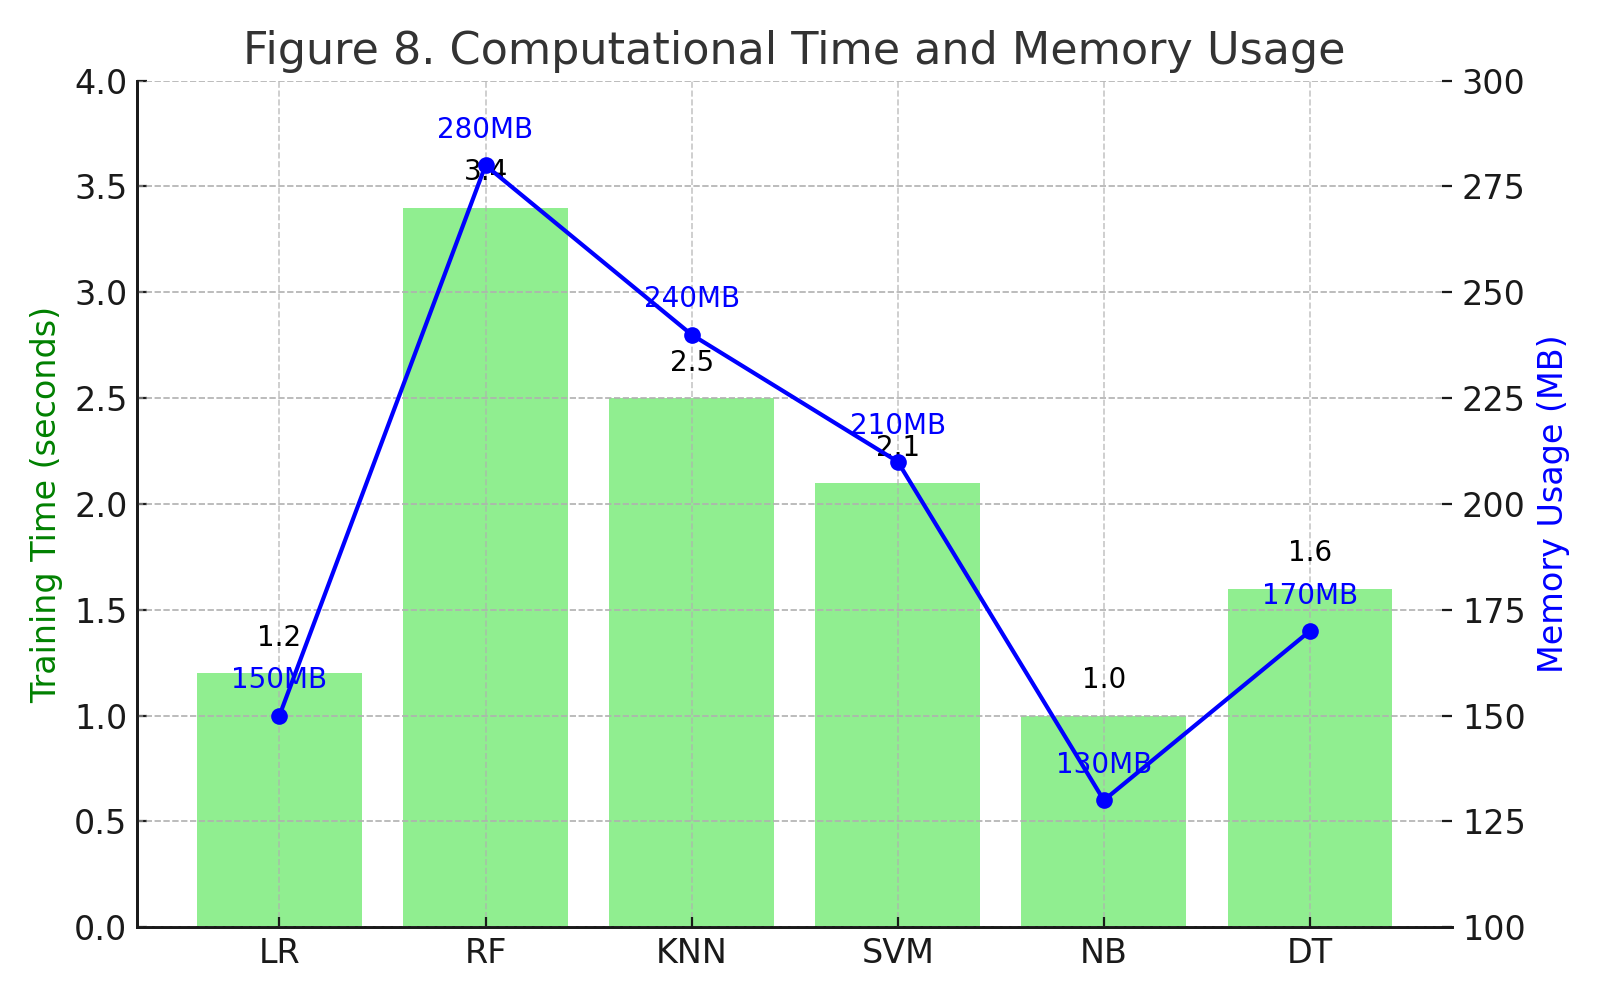 Figure 8. Computational Time and Memory Usage
4.0
3.5
3.0
2.5
2.0
1.5
1.0
0.5
0.0
Training Time (seconds)
300
275
250
225
200
175
150
125
100
Memory Usage (MB)
280MB
3.4
240MB
2.5
210MB
2.1
1.6
170MB
1.2
150MB
1.0
130MB
LR RF KNN SVM NB DT